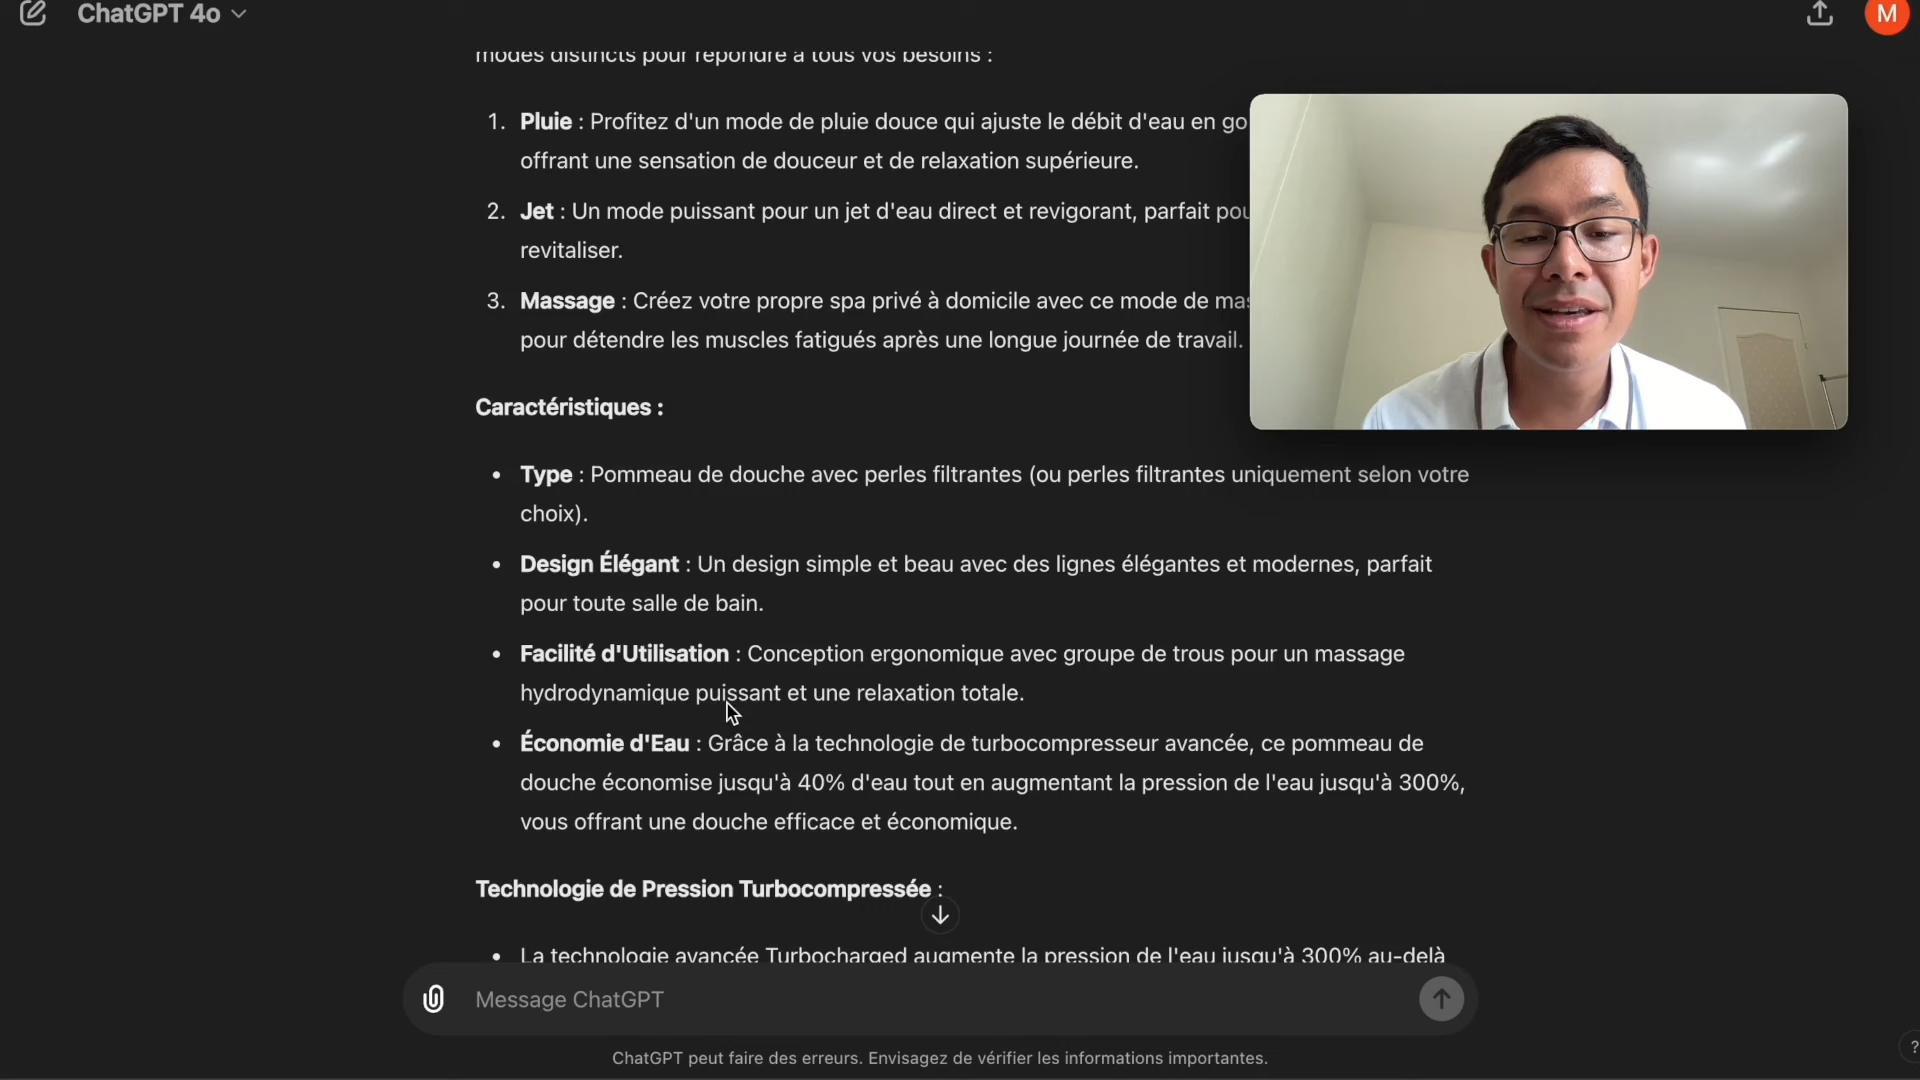 ChatGPT 4o
M
modes distincts pour répondre à tous vos besoins :
1. Pluie : Profitez d'un mode de pluie douce qui ajuste le débit d'eau en go
offrant une sensation de douceur et de relaxation supérieure.
2. Jet : Un mode puissant pour un jet d'eau direct et revigorant, parfait pou
revitaliser.
3. Massage : Créez votre propre spa privé à domicile avec ce mode de mas
pour détendre les muscles fatigués après une longue journée de travail.
Caractéristiques :
• Type : Pommeau de douche avec perles filtrantes (ou perles filtrantes uniquement selon votre
choix).
• Design Élégant : Un design simple et beau avec des lignes élégantes et modernes, parfait
pour toute salle de bain.
• Facilité d'Utilisation : Conception ergonomique avec groupe de trous pour un massage
hydrodynamique puissant et une relaxation totale.
• Économie d'Eau : Grâce à la technologie de turbocompresseur avancée, ce pommeau de
douche économise jusqu'à 40% d'eau tout en augmentant la pression de l'eau jusqu'à 300%,
vous offrant une douche efficace et économique.
Technologie de Pression Turbocompressée :
• La technologie avancée Turbocharged augmente la pression de l'eau jusqu'à 300% au-delà
Message ChatGPT
ChatGPT peut faire des erreurs. Envisagez de vérifier les informations importantes.
?